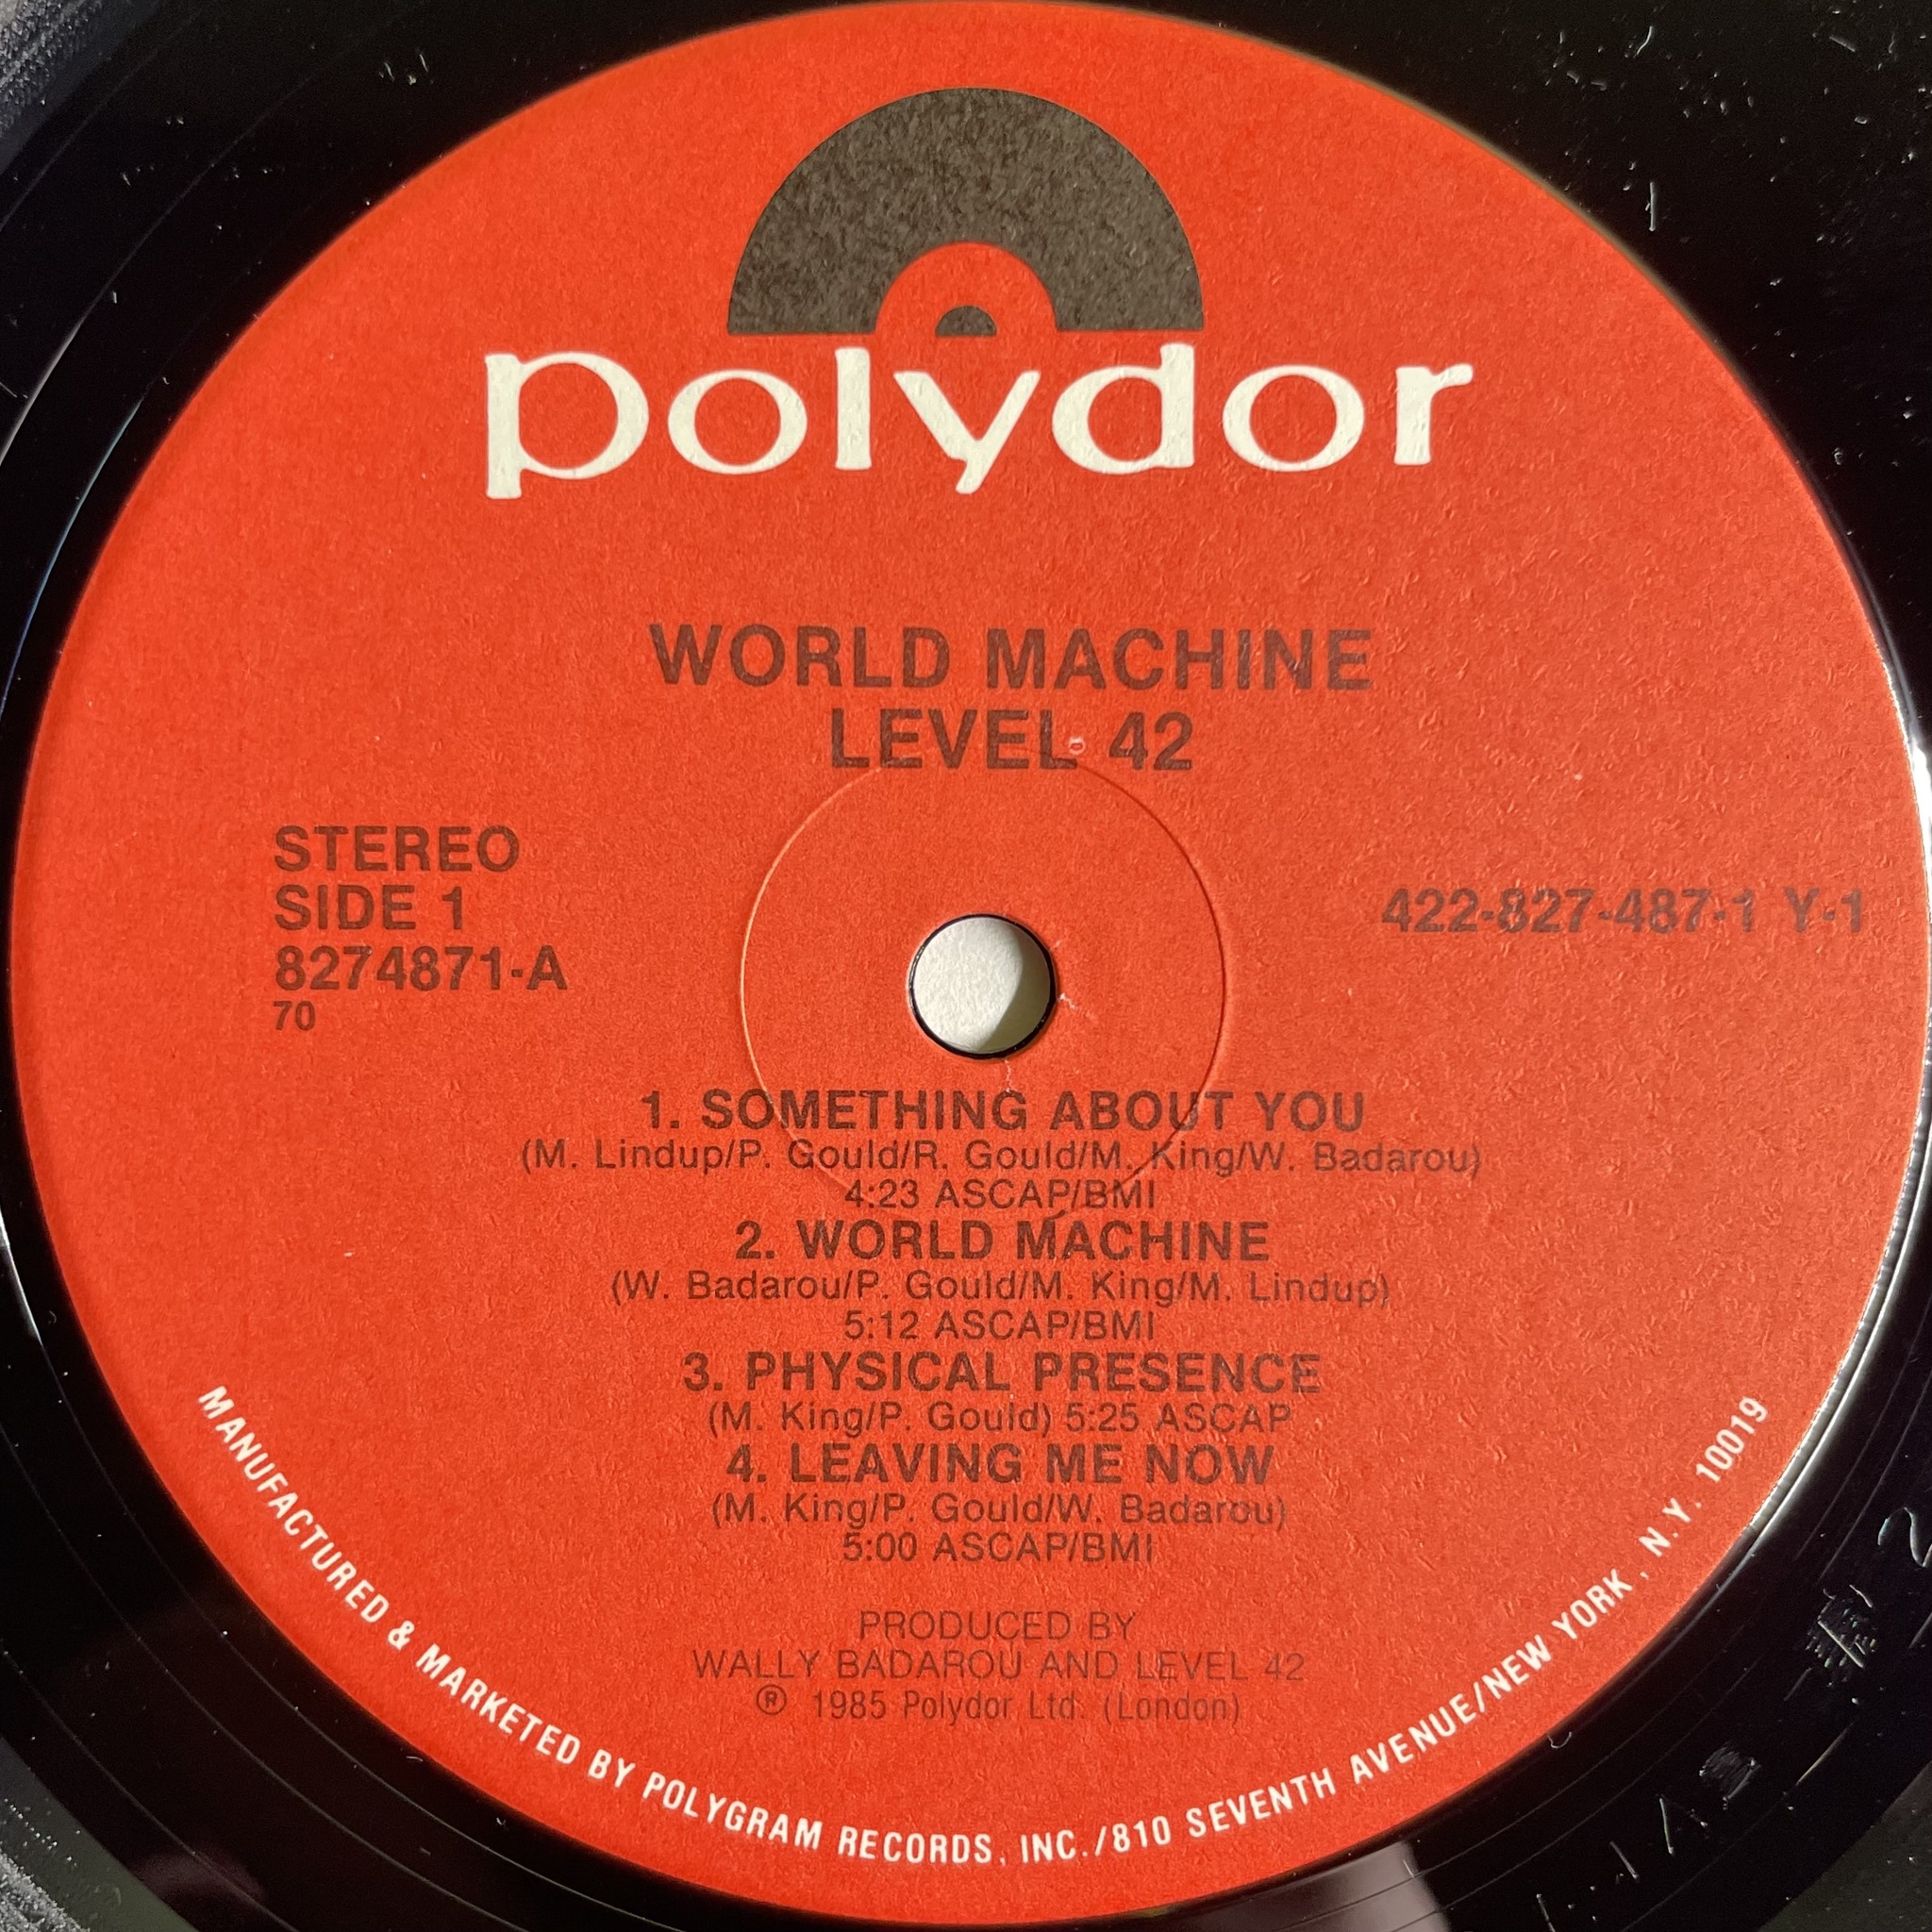 polydor
WORLD MACHINE
LEVEL 42
STEREO
SIDE 1
8274871-A
70
422-827-487-1 Y-1
1. SOMETHING ABOUT YOU
(M. Lindup/P. Gould/R. Gould/M. King/W. Badarou)
4:23 ASCAP/BMI
2. WORLD MACHINE
(W. Badarou/P. Gould/M. King/M. Lindup)
5:12 ASCAP/BMI
3. PHYSICAL PRESENCE
(M. King/P. Gould) 5:25 ASCAP
4. LEAVING ME NOW
(M. King/P. Gould/W. Badarou)
5:00 ASCAP/BMI
PRODUCED BY
WALLY BADAROU AND LEVEL 42
® 1985 Polydor Ltd. (London)
MANUFACTURED & MARKETED BY POLYGRAM RECORDS, INC./810 SEVENTH AVENUE/NEW YORK, N.Y. 10019